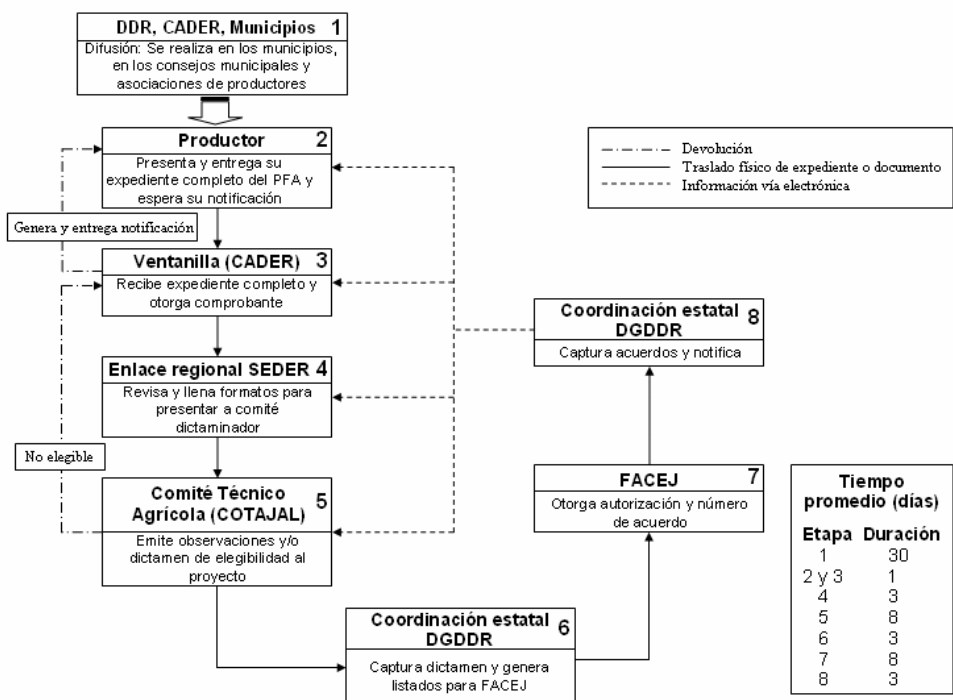 DDR, CADER, Municipios 1
Difusión: Se realiza en los municipios,
en los consejos municipales y
asociaciones de productores
Productor 2
Presenta y entrega su
expediente completo del PFA y
espera su notificación
Genera y entrega notificación
Ventanilla (CADER) 3
Recibe expediente completo y
otorga comprobante
Enlace regional SEDER 4
Revisa y llena formatos para
presentar a comité
dictaminador
No elegible
Comité Técnico
Agrícola (COTAJAL) 5
Emite observaciones y/o
dictamen de elegibilidad al
proyecto
Coordinación estatal
DGDDR 6
Captura dictamen y genera
listados para FACEJ
FACEJ 7
Otorga autorización y número
de acuerdo
Coordinación estatal
DGDDR 8
Captura acuerdos y notifica
Devolución
Traslado físico de expediente o documento
Información vía electrónica
Tiempo
promedio (días)
Etapa Duración
1 30
2 y 3 1
4 3
5 8
6 3
7 8
8 3